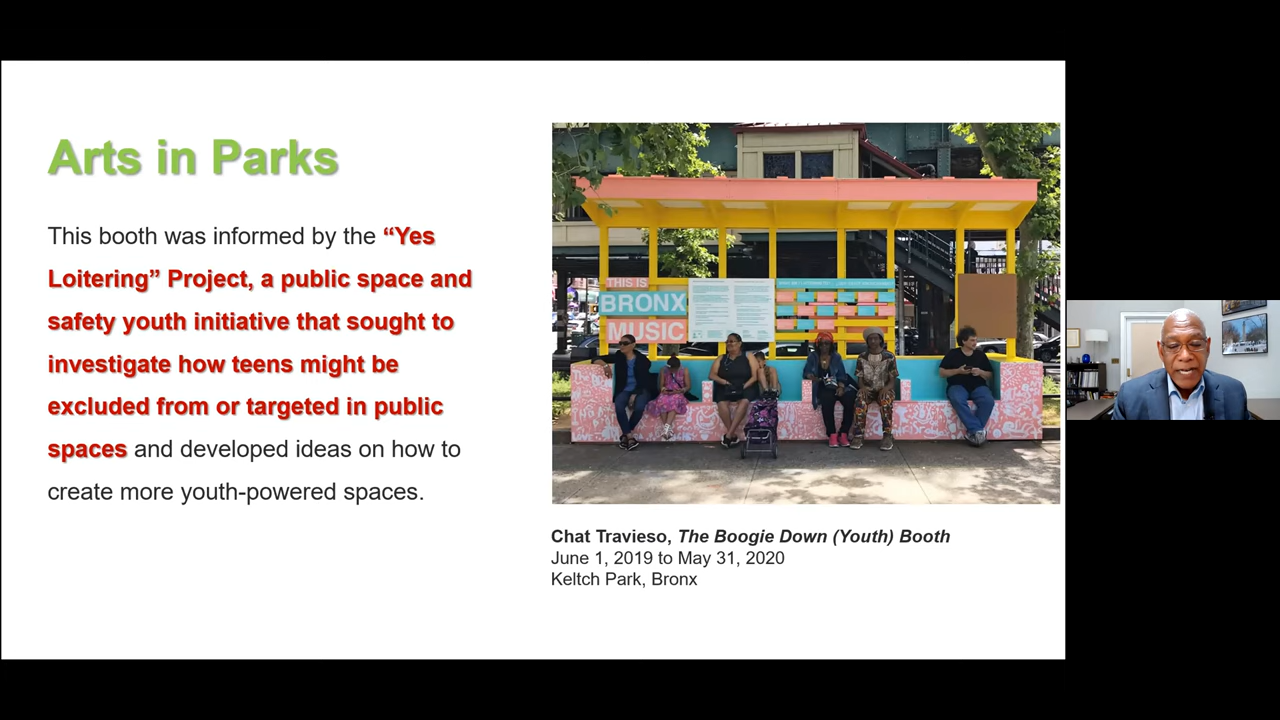 Arts in Parks
This booth was informed by the “Yes
Loitering” Project, a public space and
safety youth initiative that sought to
investigate how teens might be
excluded from or targeted in public
spaces and developed ideas on how to
create more youth-powered spaces.
THIS IS
BRONX
MUSIC
Chat Travieso, The Boogie Down (Youth) Booth
June 1, 2019 to May 31, 2020
Keltch Park, Bronx